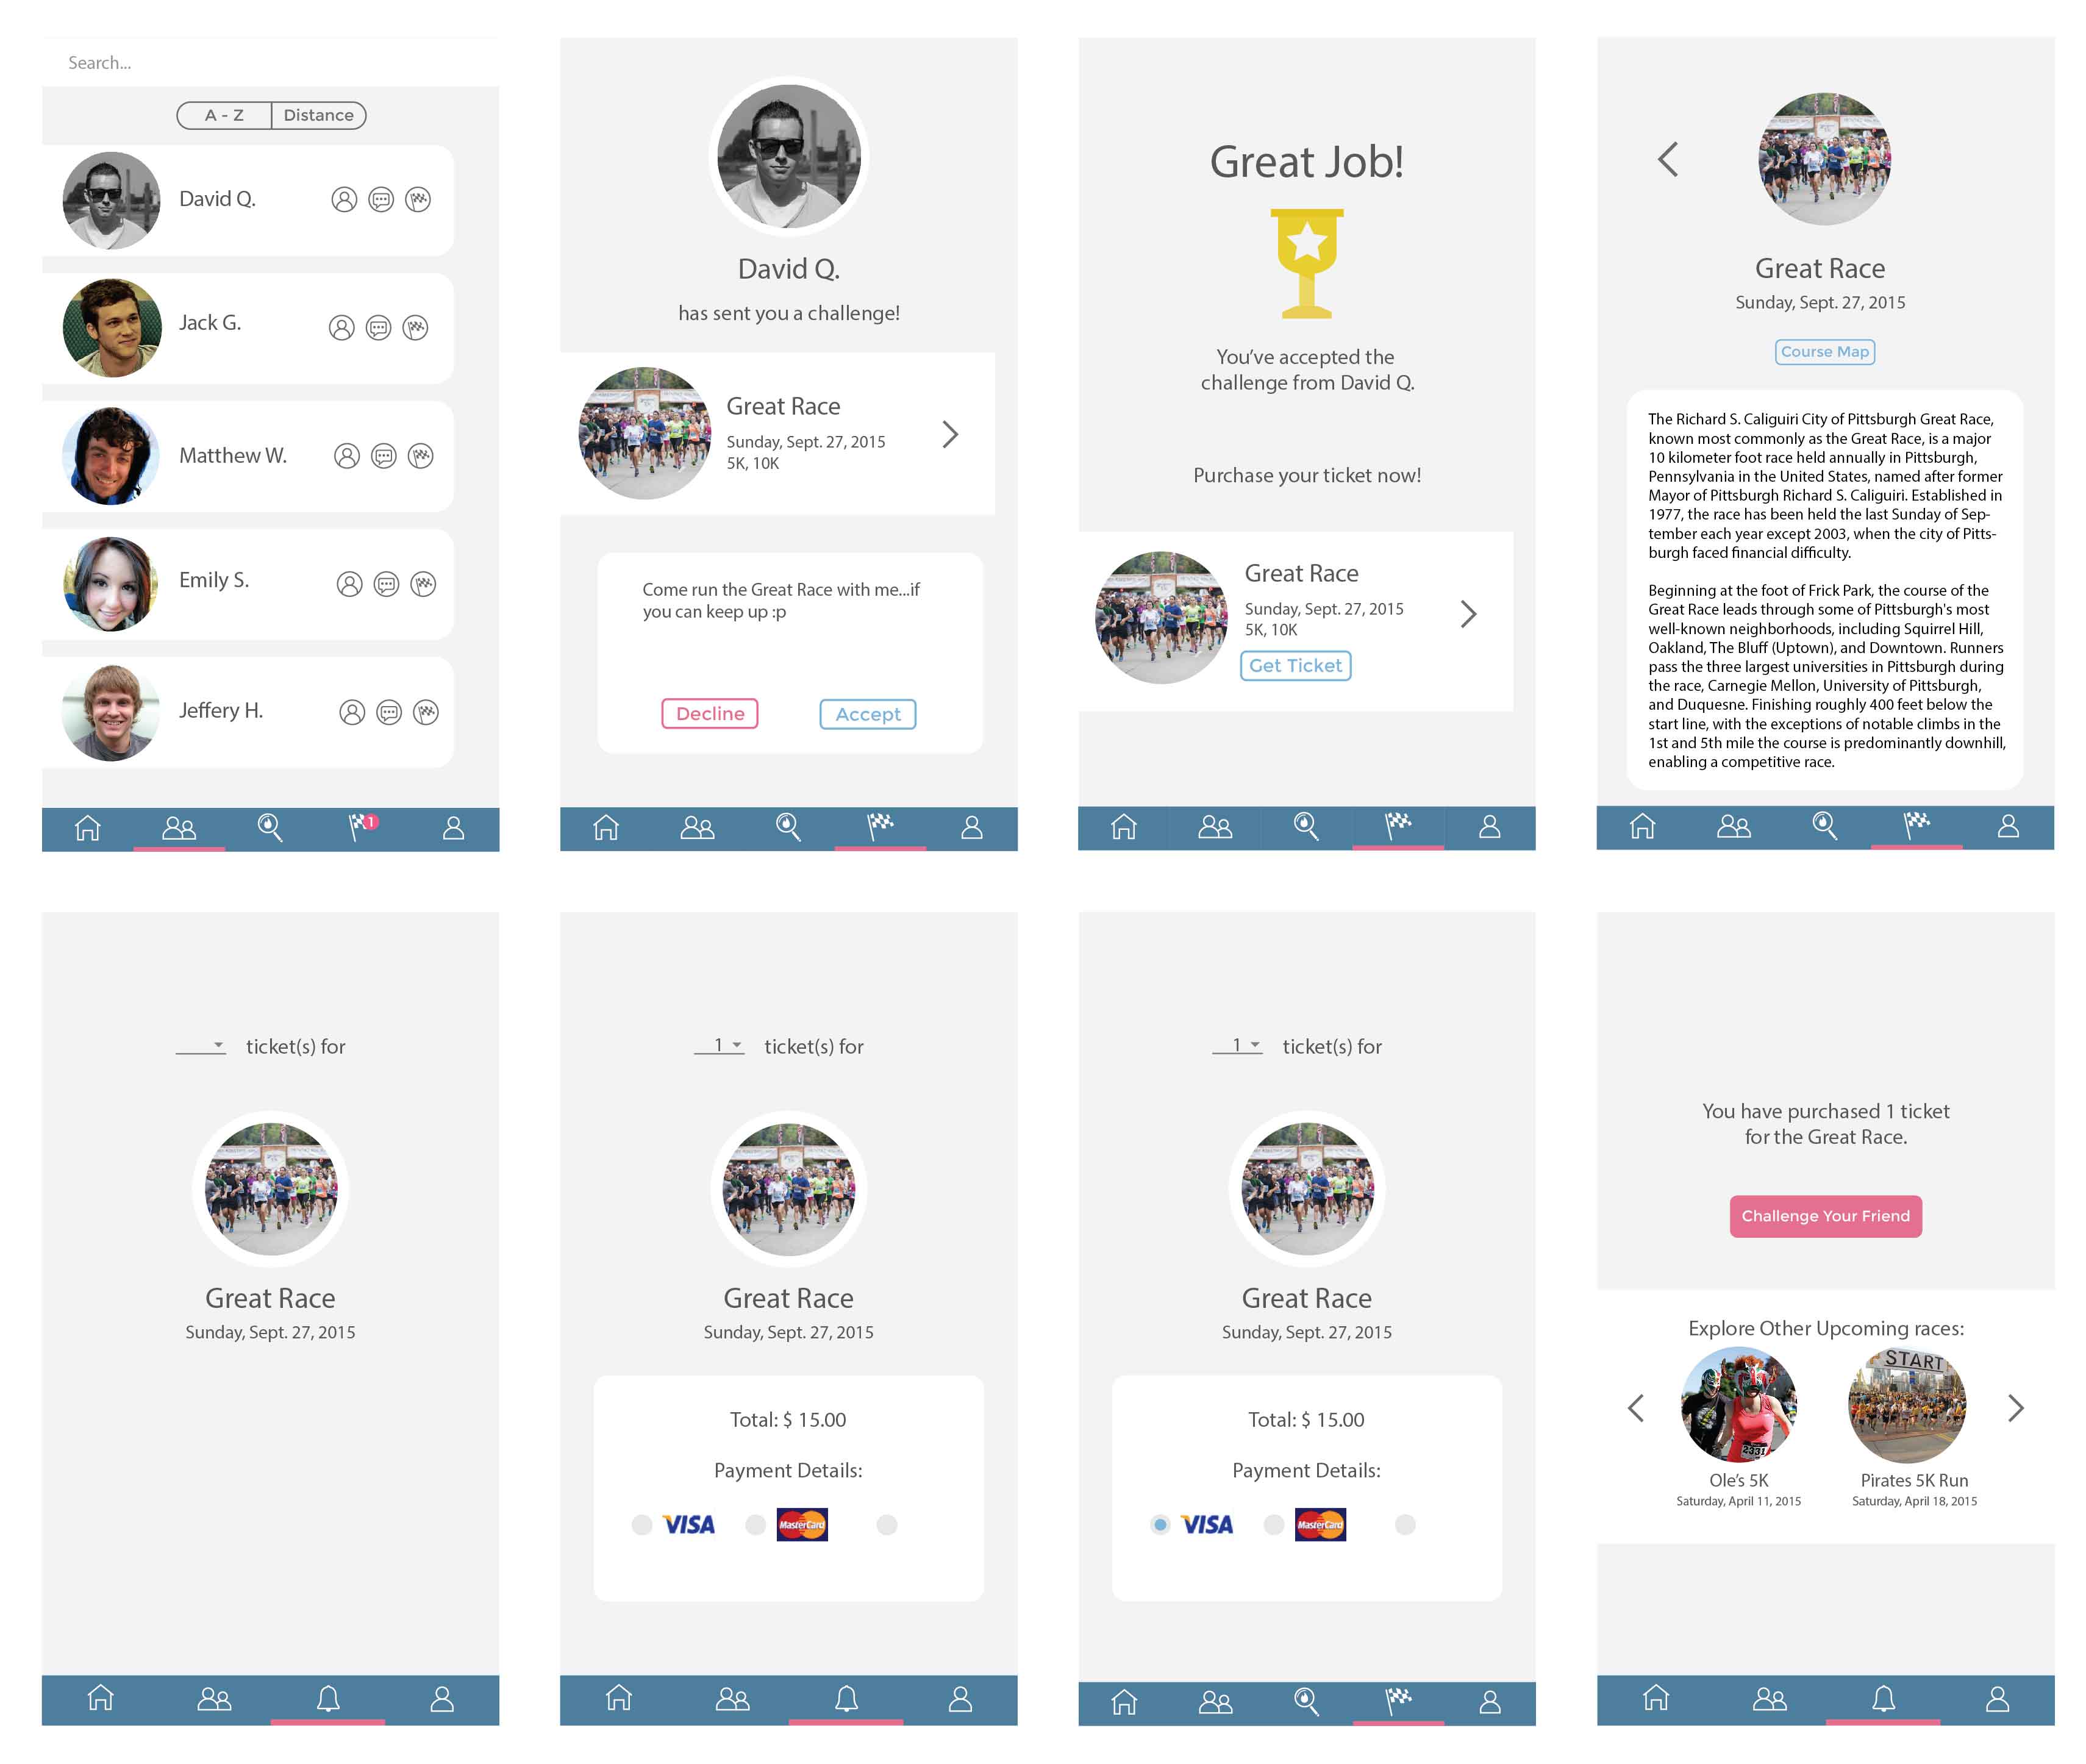 Search...
A - Z
Distance
David Q.
Jack G.
Matthew W.
Emily S.
Jeffery H.
1
David Q.
has sent you a challenge!
Great Race
Sunday, Sept. 27, 2015
5K, 10K
Come run the Great Race with me...if
you can keep up :p
Decline
Accept
Great Job!
You've accepted the
challenge from David Q.
Purchase your ticket now!
Great Race
Sunday, Sept. 27, 2015
5K, 10K
Get Ticket
Great Race
Sunday, Sept. 27, 2015
Course Map
The Richard S. Caliguiri City of Pittsburgh Great Race,
known most commonly as the Great Race, is a major
10 kilometer foot race held annually in Pittsburgh,
Pennsylvania in the United States, named after former
Mayor of Pittsburgh Richard S. Caliguiri. Established in
1977, the race has been held the last Sunday of Sep-
tember each year except 2003, when the city of Pitts-
burgh faced financial difficulty.
Beginning at the foot of Frick Park, the course of the
Great Race leads through some of Pittsburgh's most
well-known neighborhoods, including Squirrel Hill,
Oakland, The Bluff (Uptown), and Downtown. Runners
pass the three largest universities in Pittsburgh during
the race, Carnegie Mellon, University of Pittsburgh,
and Duquesne. Finishing roughly 400 feet below the
start line, with the exceptions of notable climbs in the
1st and 5th mile the course is predominantly downhill,
enabling a competitive race.
ticket(s) for
Great Race
Sunday, Sept. 27, 2015
1 ticket(s) for
Great Race
Sunday, Sept. 27, 2015
Total: $ 15.00
Payment Details:
VISA
MasterCard
1 ticket(s) for
Great Race
Sunday, Sept. 27, 2015
Total: $ 15.00
Payment Details:
VISA
MasterCard
You have purchased 1 ticket
for the Great Race.
Challenge Your Friend
Explore Other Upcoming races:
START
2331
Ole's 5K
Saturday, April 11, 2015
Pirates 5K Run
Saturday, April 18, 2015